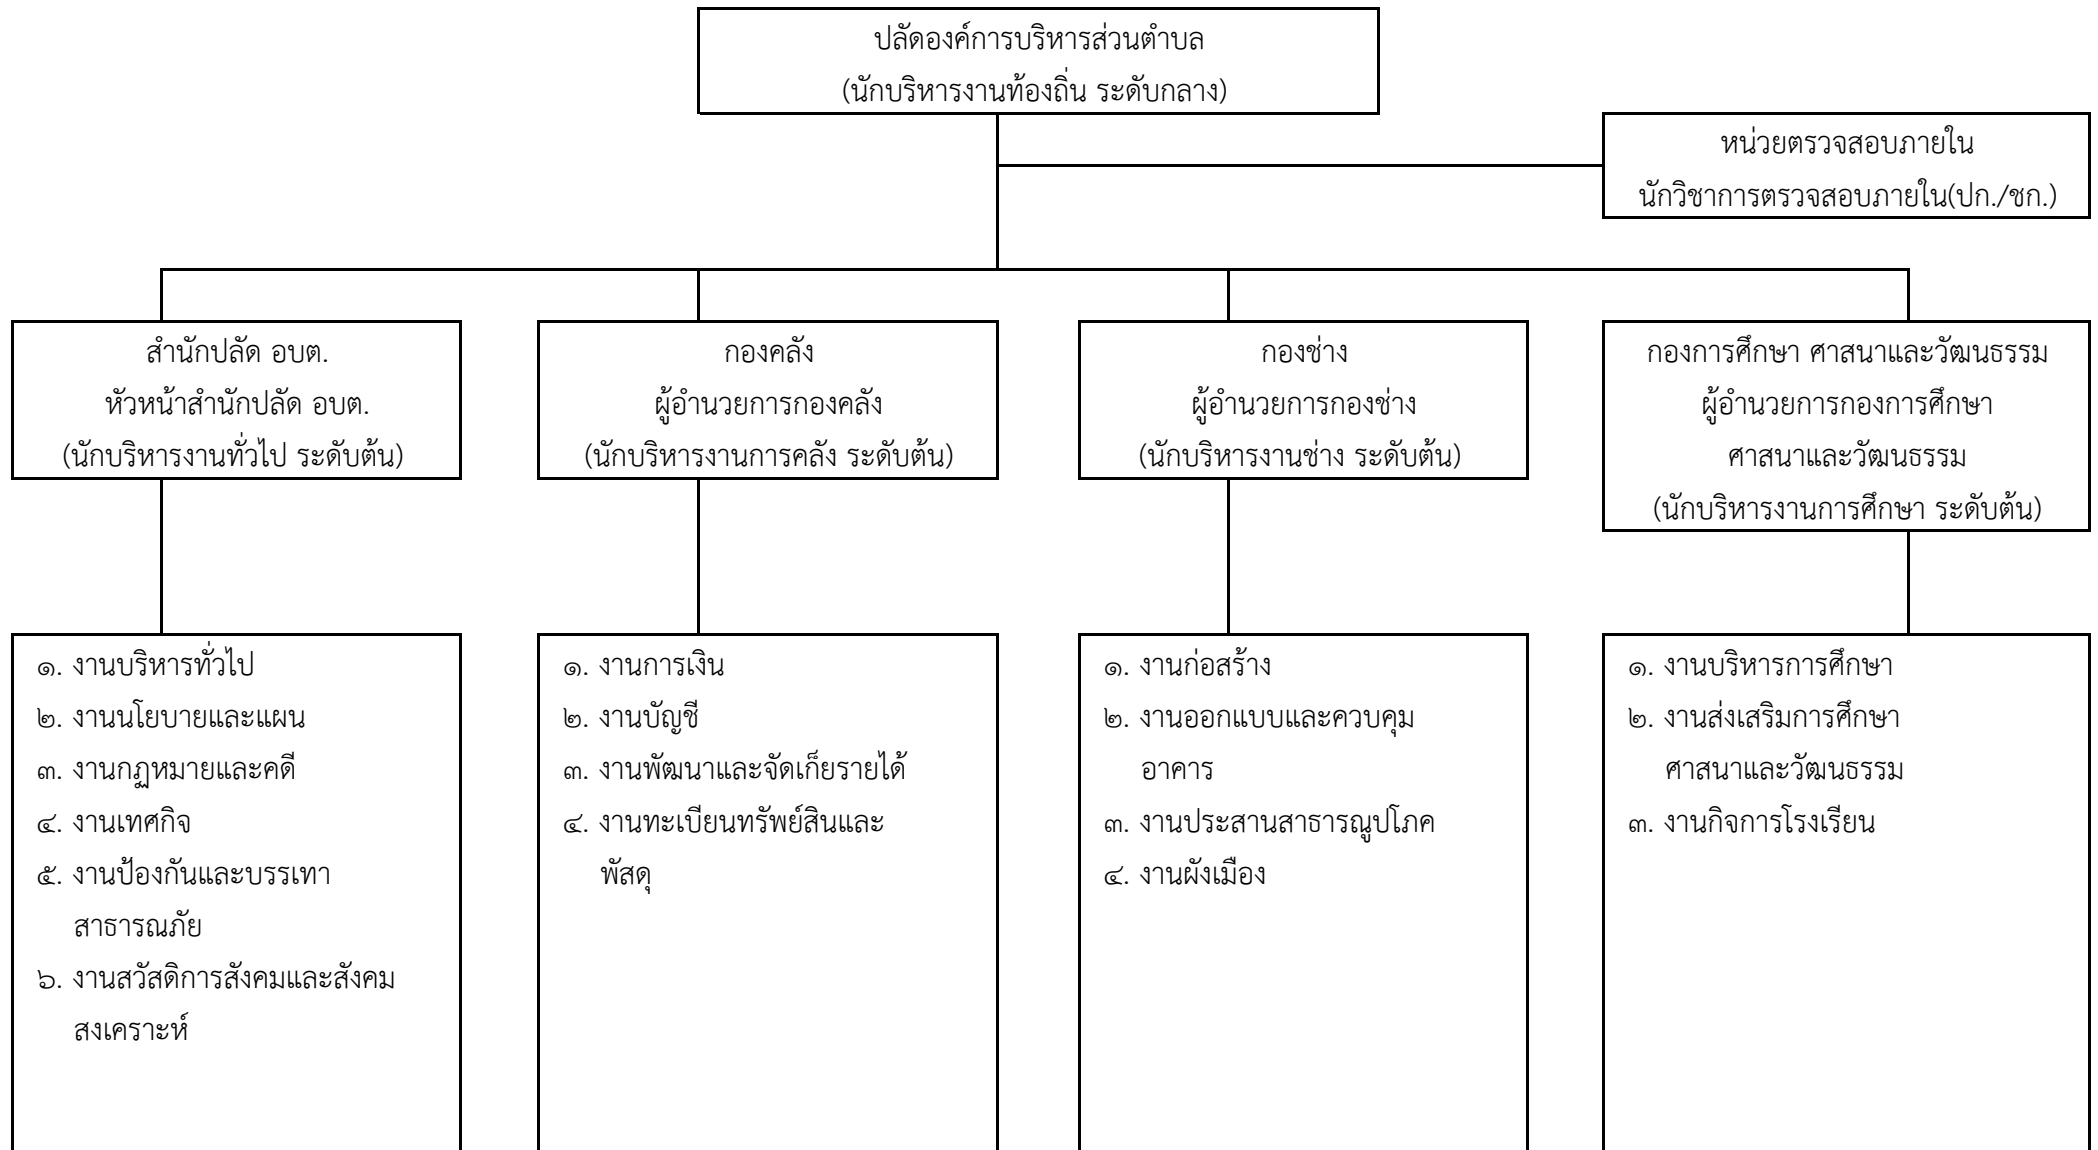 ปลัดองค์การบริหารส่วนตำบล
(นักบริหารงานท้องถิ่น ระดับกลาง)
หน่วยตรวจสอบภายใน
นักวิชาการตรวจสอบภายใน(ปก./ชก.)
สำนักปลัด อบต.
หัวหน้าสำนักปลัด อบต.
(นักบริหารงานทั่วไป ระดับต้น)
กองคลัง
ผู้อำนวยการกองคลัง
(นักบริหารงานการคลัง ระดับต้น)
กองช่าง
ผู้อำนวยการกองช่าง
(นักบริหารงานช่าง ระดับต้น)
กองการศึกษา ศาสนาและวัฒนธรรม
ผู้อำนวยการกองการศึกษา
ศาสนาและวัฒนธรรม
(นักบริหารงานการศึกษา ระดับต้น)
๑. งานบริหารทั่วไป
๒. งานนโยบายและแผน
๓. งานกฎหมายและคดี
๔. งานเทศกิจ
๕. งานป้องกันและบรรเทา
สาธารณภัย
๖. งานสวัสดิการสังคมและสังคม
สงเคราะห์
๑. งานการเงิน
๒. งานบัญชี
๓. งานพัฒนาและจัดเก็ยรายได้
๔. งานทะเบียนทรัพย์สินและ
พัสดุ
๑. งานก่อสร้าง
๒. งานออกแบบและควบคุม
อาคาร
๓. งานประสานสาธารณูปโภค
๔. งานผังเมือง
๑. งานบริหารการศึกษา
๒. งานส่งเสริมการศึกษา
ศาสนาและวัฒนธรรม
๓. งานกิจการโรงเรียน